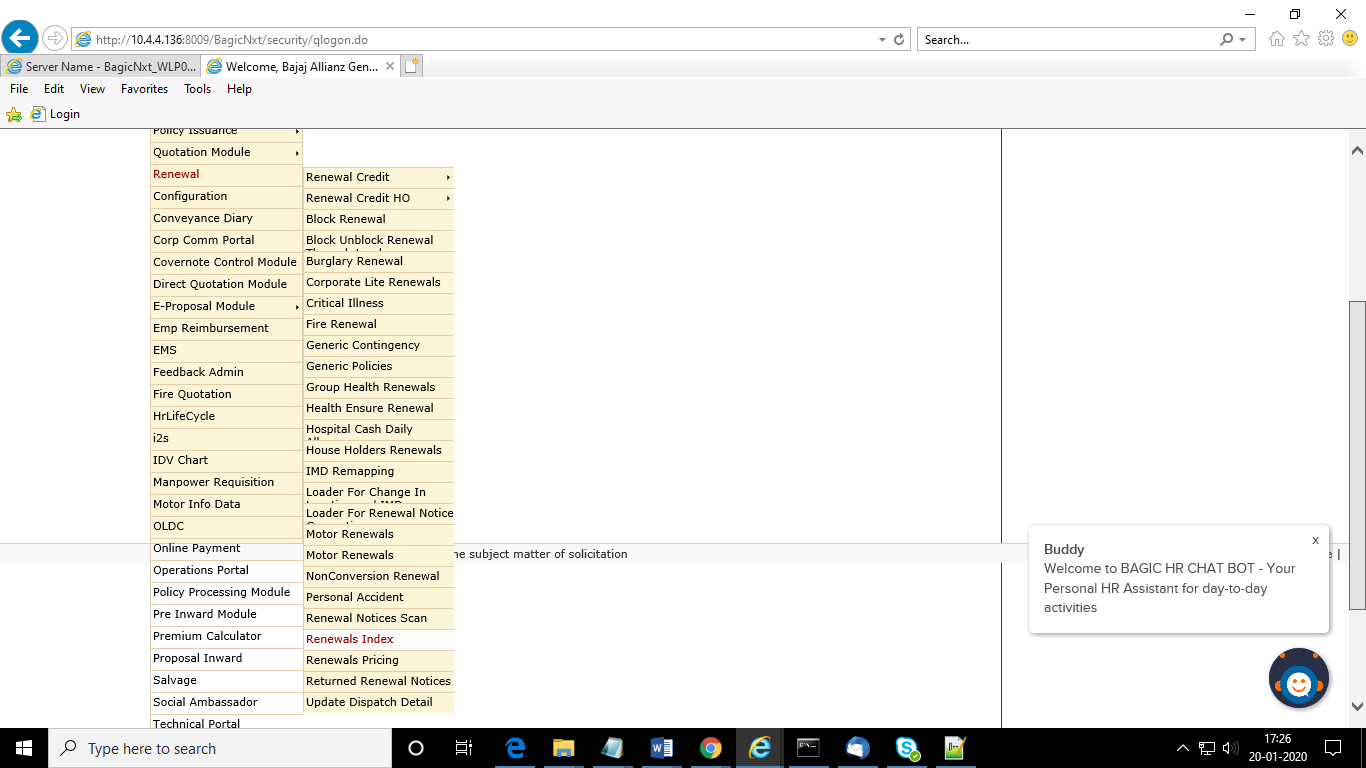 http://10.4.4.136:8009/BagicNxt/security/qlogon.do
Search...
Server Name - BagicNxt_WLP0...
Welcome, Bajaj Allianz Gen...
File Edit View Favorites Tools Help
Login
Policy Issuance
Quotation Module
Renewal
Configuration
Conveyance Diary
Corp Comm Portal
Covernote Control Module
Direct Quotation Module
E-Proposal Module
Emp Reimbursement
EMS
Feedback Admin
Fire Quotation
HrLifeCycle
i2s
IDV Chart
Manpower Requisition
Motor Info Data
OLDC
Online Payment
Operations Portal
Policy Processing Module
Pre Inward Module
Premium Calculator
Proposal Inward
Salvage
Social Ambassador
Technical Portal
Renewal Credit
Renewal Credit HO
Block Renewal
Block Unblock Renewal
Burglary Renewal
Corporate Lite Renewals
Critical Illness
Fire Renewal
Generic Contingency
Generic Policies
Group Health Renewals
Health Ensure Renewal
Hospital Cash Daily
House Holders Renewals
IMD Remapping
Loader For Change In
Loader For Renewal Notice
Motor Renewals
Motor Renewals
NonConversion Renewal
Personal Accident
Renewal Notices Scan
Renewals Index
Renewals Pricing
Returned Renewal Notices
Update Dispatch Detail
he subject matter of solicitation
e |
x
Buddy
Welcome to BAGIC HR CHAT BOT - Your
Personal HR Assistant for day-to-day
activities
Type here to search
17:26
20-01-2020